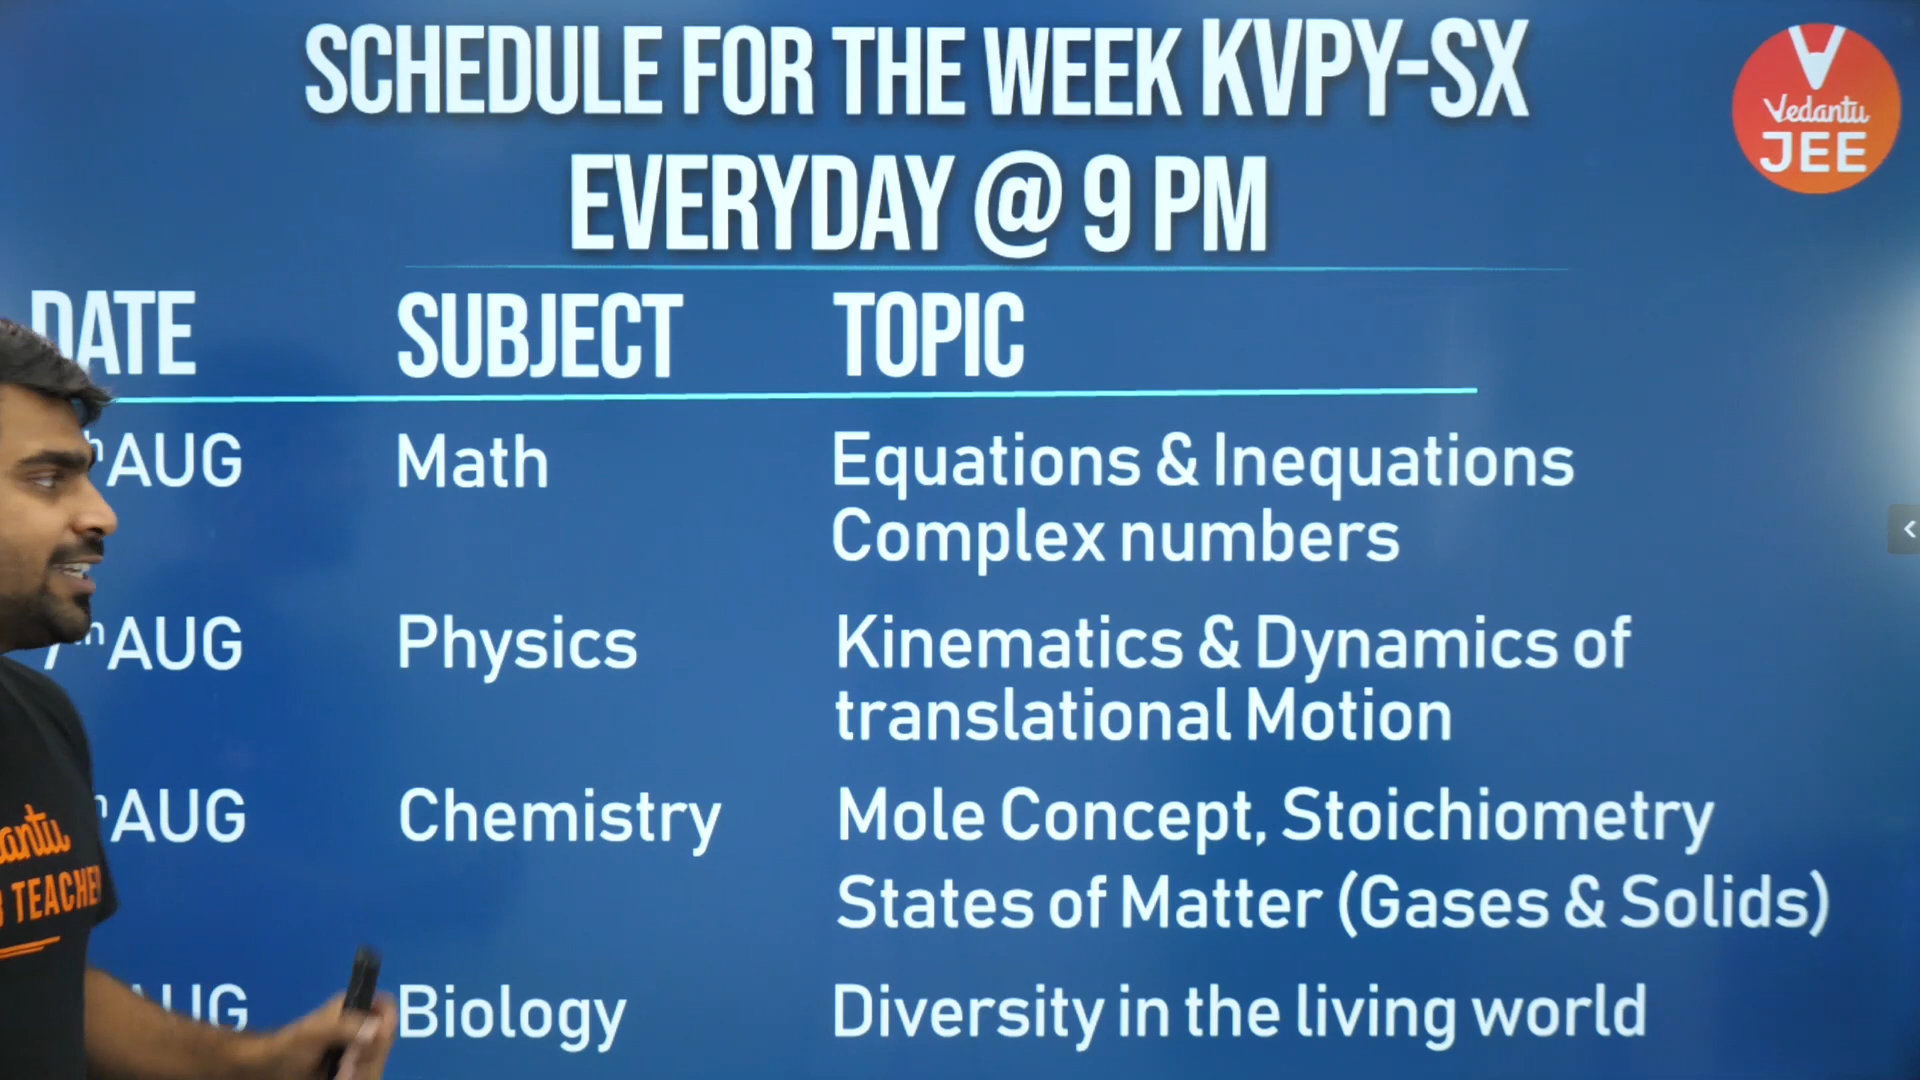 SCHEDULE FOR THE WEEK KVPY-SX
EVERYDAY @ 9 PM
Vedantu
JEE
DATE SUBJECT TOPIC
AUG Math Equations & Inequations
Complex numbers
7th AUG Physics Kinematics & Dynamics of
translational Motion
AUG Chemistry Mole Concept, Stoichiometry
States of Matter (Gases & Solids)
Biology Diversity in the living world